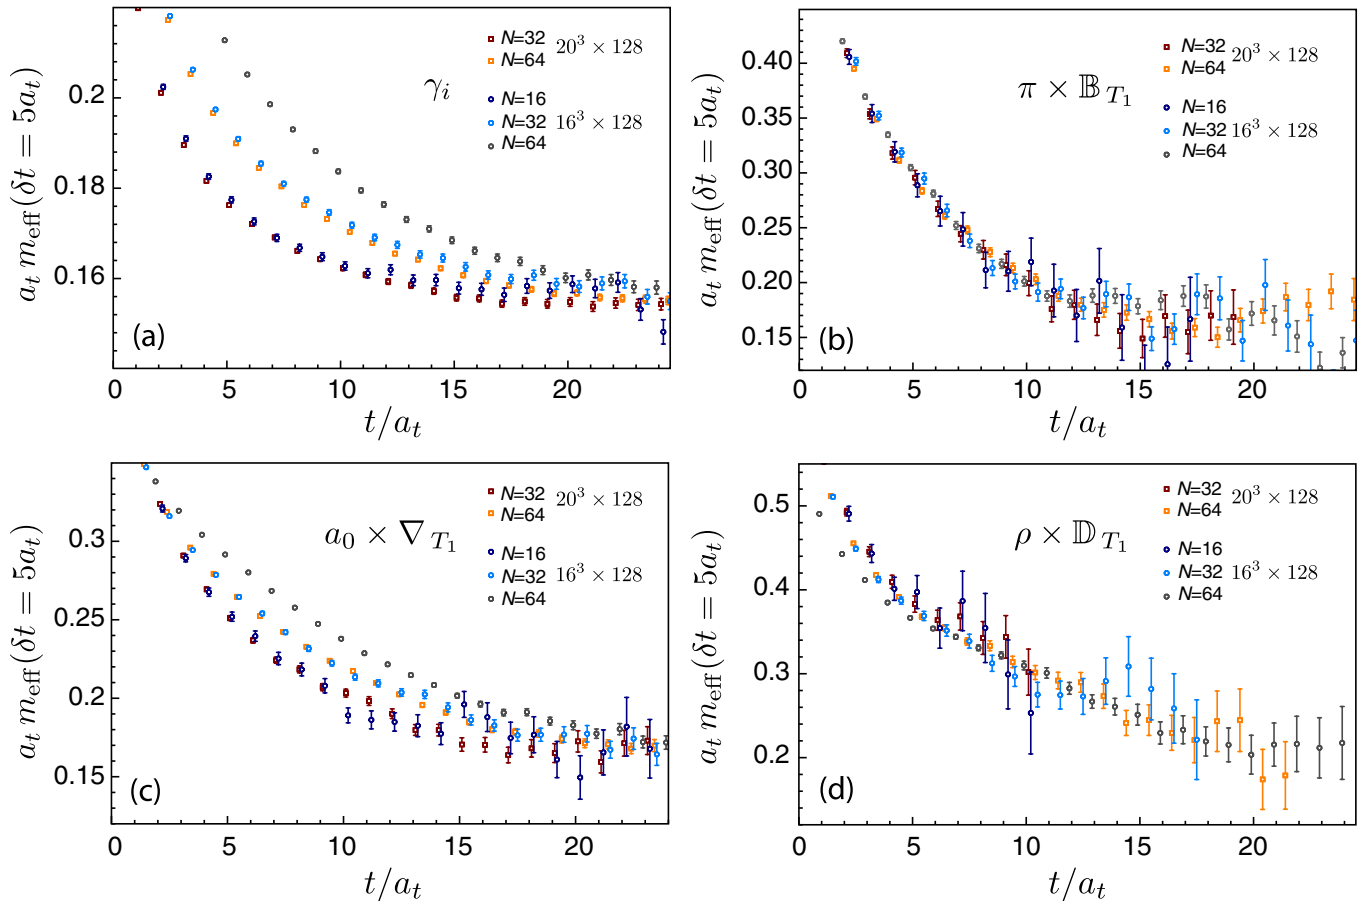 a_t m_eff(δt = 5a_t)
0.2
0.18
0.16
γ_i
N=32 20³ × 128
N=64
N=16
N=32 16³ × 128
N=64
(a)
0 5 10 15 20
t/a_t
a_t m_eff(δt = 5a_t)
0.40
0.35
0.30
0.25
0.20
0.15
π × 𝔹_{T_1}
N=32 20³ × 128
N=64
N=16
N=32 16³ × 128
N=64
(b)
0 5 10 15 20
t/a_t
a_t m_eff(δt = 5a_t)
0.3
0.25
0.2
0.15
a_0 × ∇_{T_1}
N=32 20³ × 128
N=64
N=16
N=32 16³ × 128
N=64
(c)
0 5 10 15 20
t/a_t
a_t m_eff(δt = 5a_t)
0.5
0.4
0.3
0.2
ρ × 𝔻_{T_1}
N=32 20³ × 128
N=64
N=16
N=32 16³ × 128
N=64
(d)
0 5 10 15 20
t/a_t